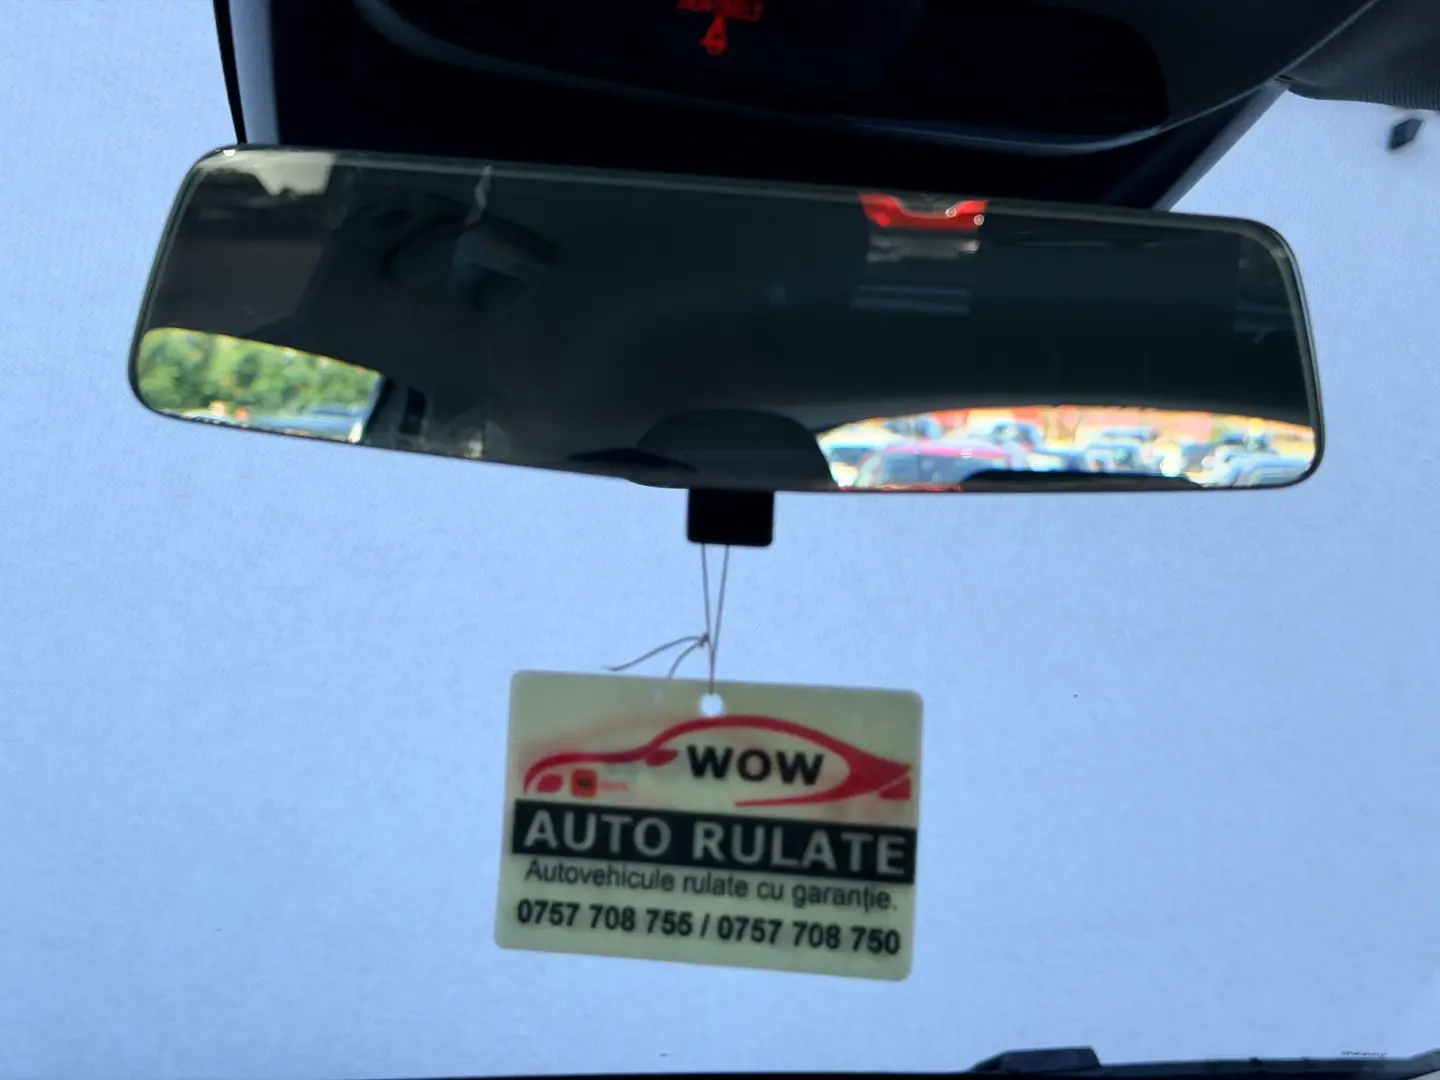 WOW
AUTO RULATE
Autovehicule rulate cu garanție.
0757 708 755 / 0757 708 750